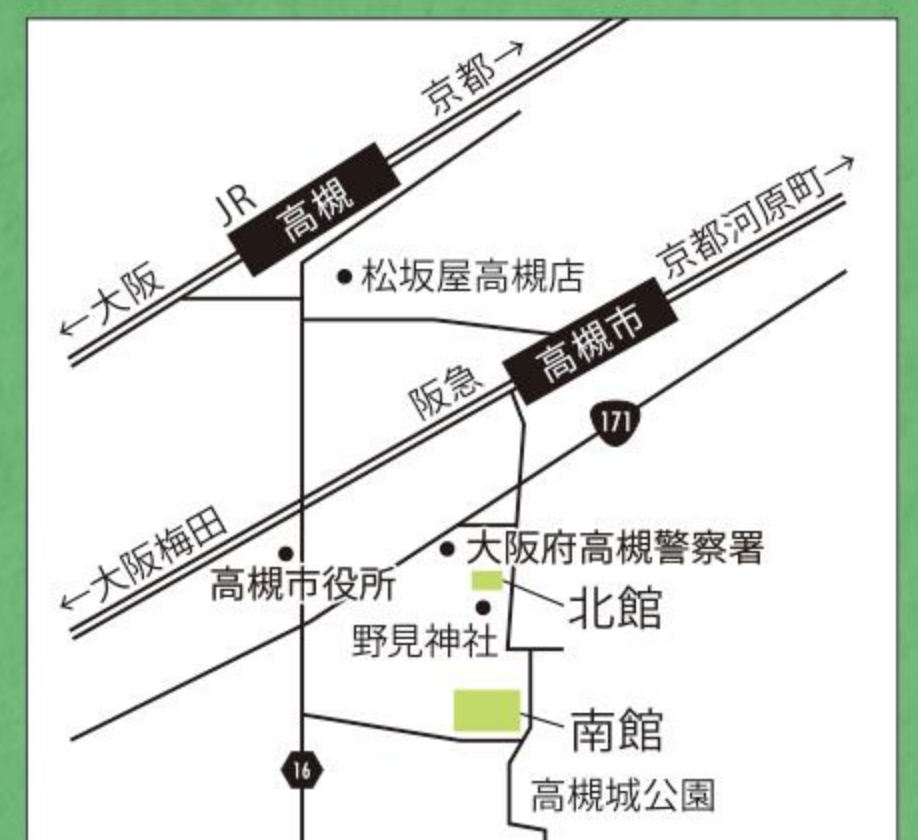 京都→
JR
高槻
←大阪
松坂屋高槻店
京都河原町→
高槻市
阪急
171
←大阪梅田
大阪府高槻警察署
高槻市役所
北館
野見神社
南館
16
高槻城公園